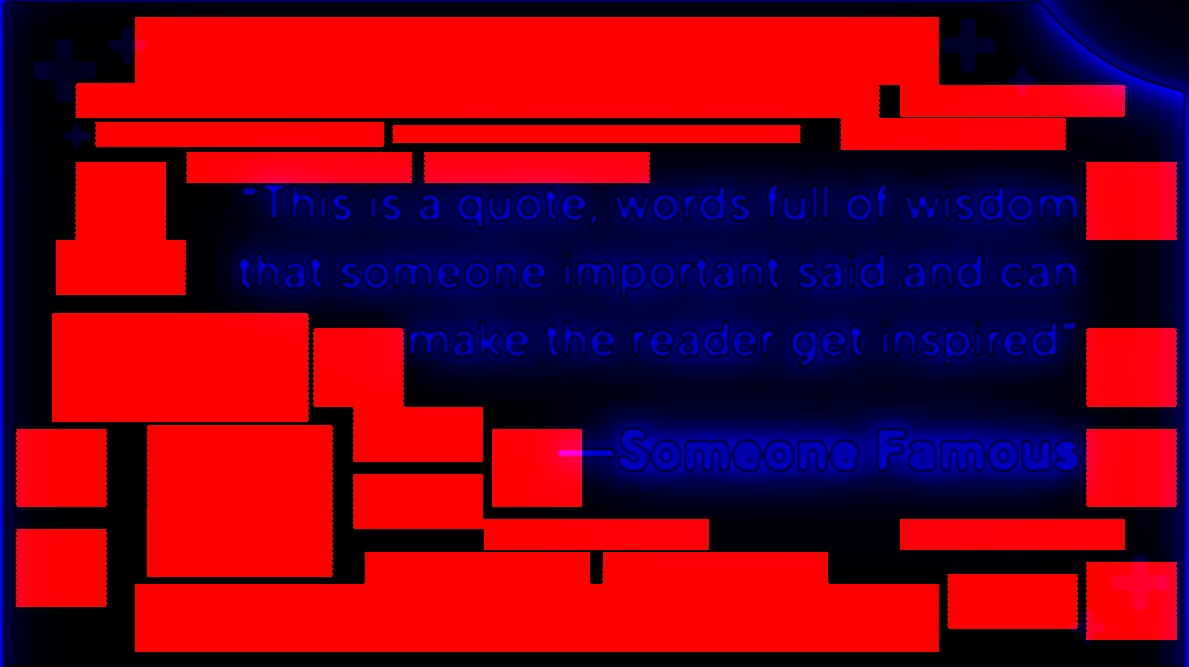 "This is a quote, words full of wisdom
that someone important said and can
make the reader get inspired"
—Someone Famous